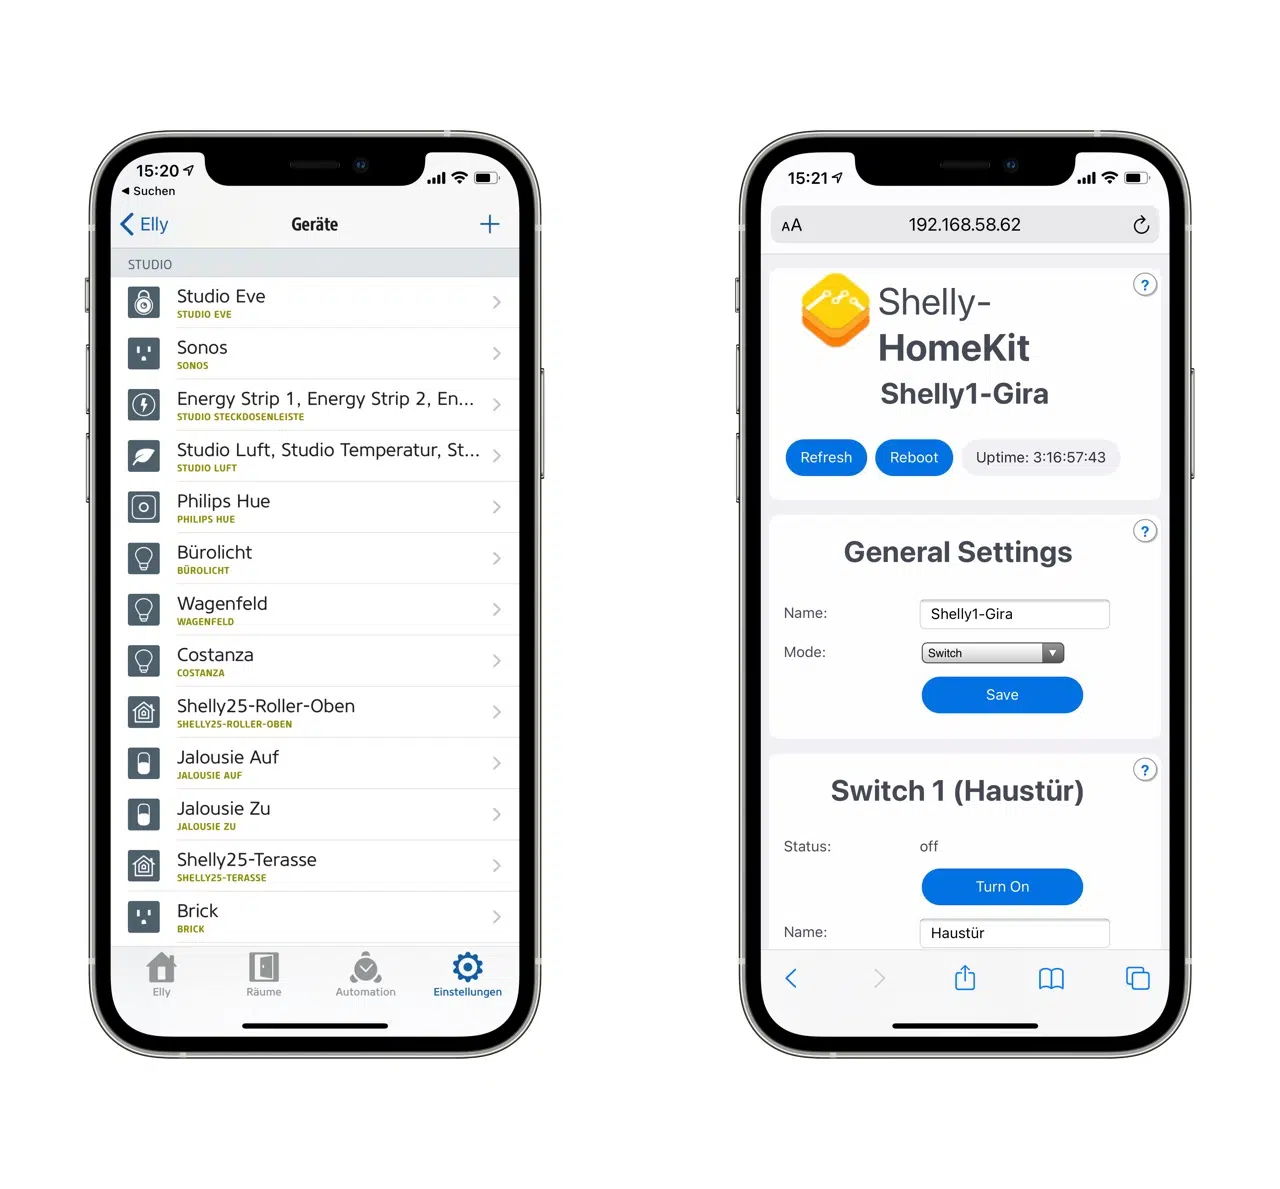 15:20
Suchen
Elly
Geräte
STUDIO
Studio Eve
STUDIO EVE
Sonos
SONOS
Energy Strip 1, Energy Strip 2, En...
STUDIO STECKDOSENLEISTE
Studio Luft, Studio Temperatur, St...
STUDIO LUFT
Philips Hue
PHILIPS HUE
Bürolicht
BÜROLICHT
Wagenfeld
WAGENFELD
Costanza
COSTANZA
Shelly25-Roller-Oben
SHELLY25-ROLLER-OBEN
Jalousie Auf
JALOUSIE AUF
Jalousie Zu
JALOUSIE ZU
Shelly25-Terasse
SHELLY25-TERASSE
Brick
BRICK
Elly Räume Automation Einstellungen
15:21
AA 192.168.58.62
Shelly-
HomeKit
Shelly1-Gira
?
Refresh Reboot Uptime: 3:16:57:43
?
General Settings
Name: Shelly1-Gira
Mode: Switch
Save
?
Switch 1 (Haustür)
Status: off
Turn On
Name: Haustür